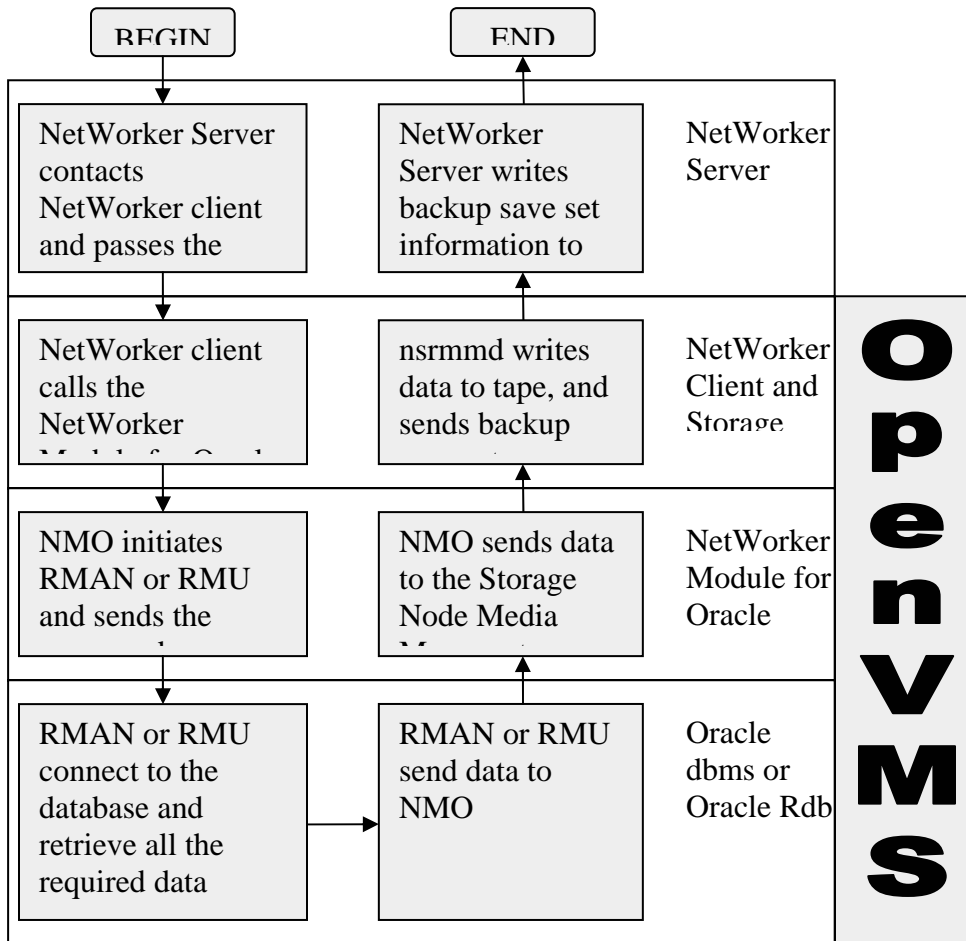 BEGIN
END
NetWorker Server
contacts
NetWorker client
and passes the
NetWorker
Server writes
backup save set
information to
NetWorker
Server
NetWorker client
calls the
NetWorker
nsrmmd writes
data to tape, and
sends backup
NetWorker
Client and
Storage
NMO initiates
RMAN or RMU
and sends the
NMO sends data
to the Storage
Node Media
NetWorker
Module for
Oracle
RMAN or RMU
connect to the
database and
retrieve all the
required data
RMAN or RMU
send data to
NMO
Oracle
dbms or
Oracle Rdb
OpenVMS